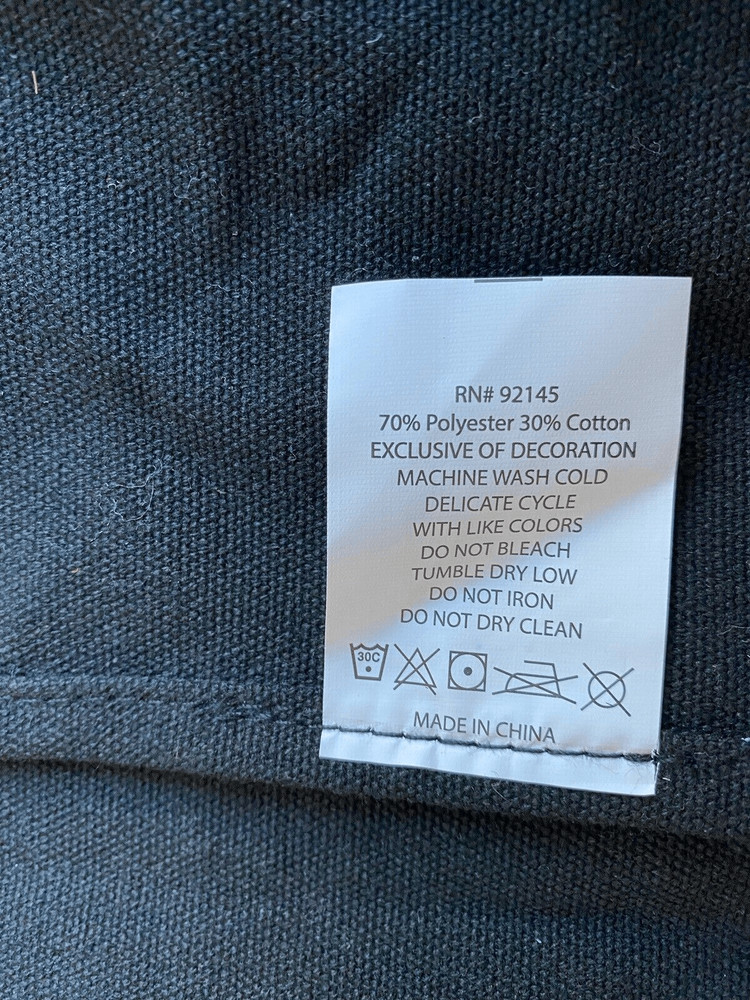 RN# 92145
70% Polyester 30% Cotton
EXCLUSIVE OF DECORATION
MACHINE WASH COLD
DELICATE CYCLE
WITH LIKE COLORS
DO NOT BLEACH
TUMBLE DRY LOW
DO NOT IRON
DO NOT DRY CLEAN
30C
MADE IN CHINA